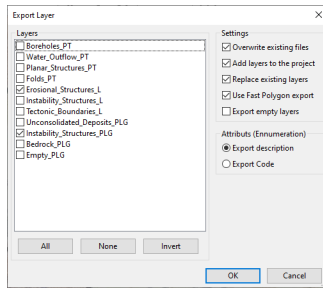 Export Layer
Layers
Boreholes_PT
Water_Outflow_PT
Planar_Structures_PT
Folds_PT
Erosional_Structures_L
Instability_Structures_L
Tectonic_Boundaries_L
Unconsolidated_Deposits_PLG
Instability_Structures_PLG
Bedrock_PLG
Empty_PLG
All
None
Invert
Settings
Overwrite existing files
Add layers to the project
Replace existing layers
Use Fast Polygon export
Export empty layers
Attributs (Ennumeration)
Export description
Export Code
OK
Cancel